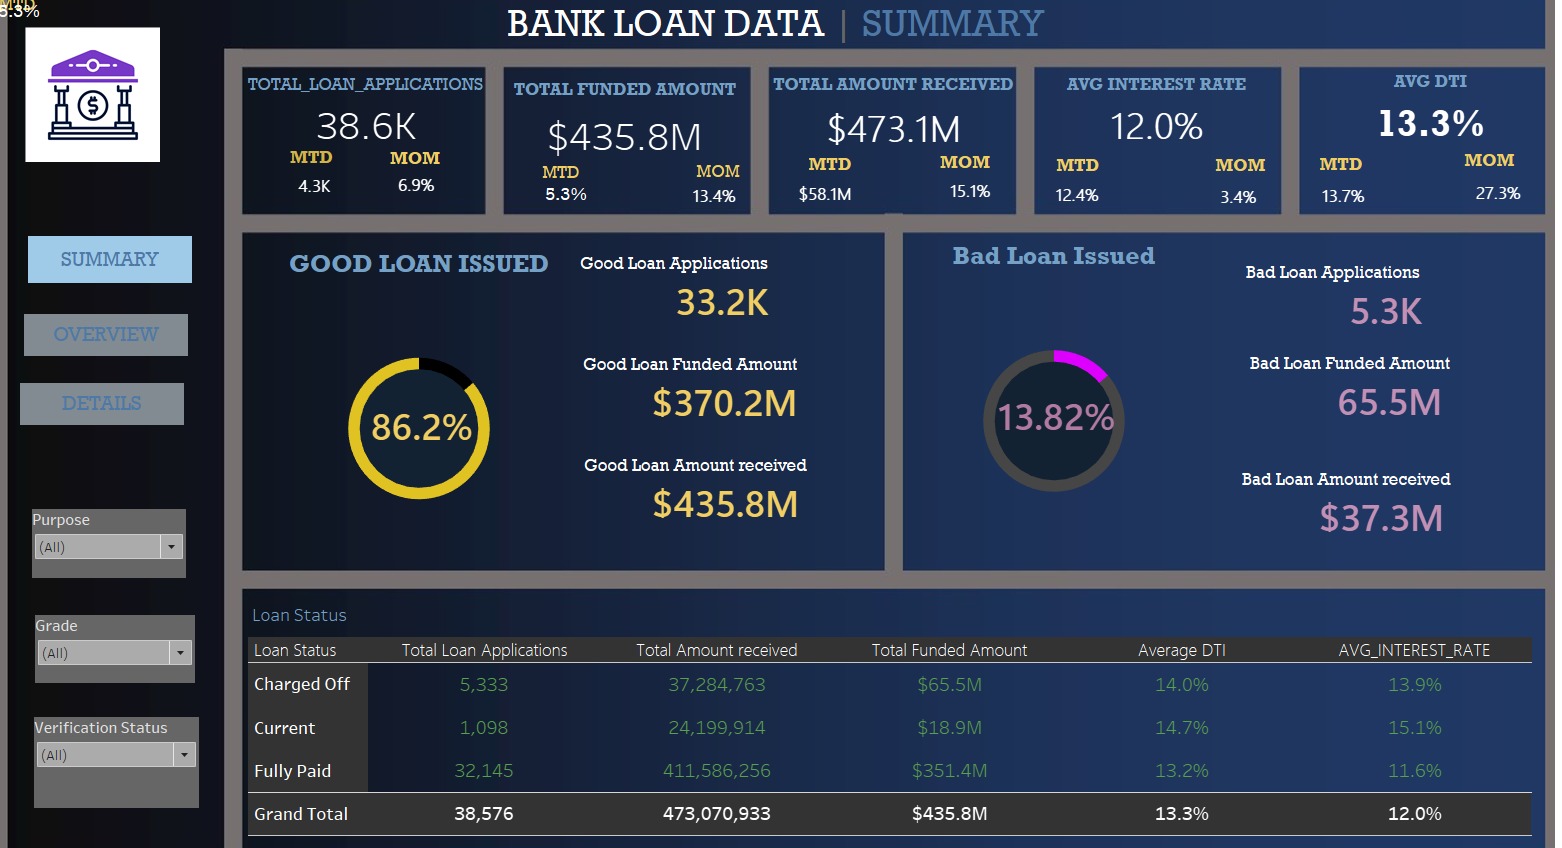 MTD
5.3%
BANK LOAN DATA | SUMMARY
$
SUMMARY
OVERVIEW
DETAILS
Purpose
(All)
Grade
(All)
Verification Status
(All)
TOTAL_LOAN_APPLICATIONS
38.6K
MTD MOM
4.3K 6.9%
TOTAL FUNDED AMOUNT
$435.8M
MTD MOM
5.3% 13.4%
TOTAL AMOUNT RECEIVED
$473.1M
MTD MOM
$58.1M 15.1%
AVG INTEREST RATE
12.0%
MTD MOM
12.4% 3.4%
AVG DTI
13.3%
MTD MOM
13.7% 27.3%
GOOD LOAN ISSUED
86.2%
Good Loan Applications
33.2K
Good Loan Funded Amount
$370.2M
Good Loan Amount received
$435.8M
Bad Loan Issued
13.82%
Bad Loan Applications
5.3K
Bad Loan Funded Amount
65.5M
Bad Loan Amount received
$37.3M
Loan Status
Loan Status Total Loan Applications Total Amount received Total Funded Amount Average DTI AVG_INTEREST_RATE
Charged Off 5,333 37,284,763 $65.5M 14.0% 13.9%
Current 1,098 24,199,914 $18.9M 14.7% 15.1%
Fully Paid 32,145 411,586,256 $351.4M 13.2% 11.6%
Grand Total 38,576 473,070,933 $435.8M 13.3% 12.0%